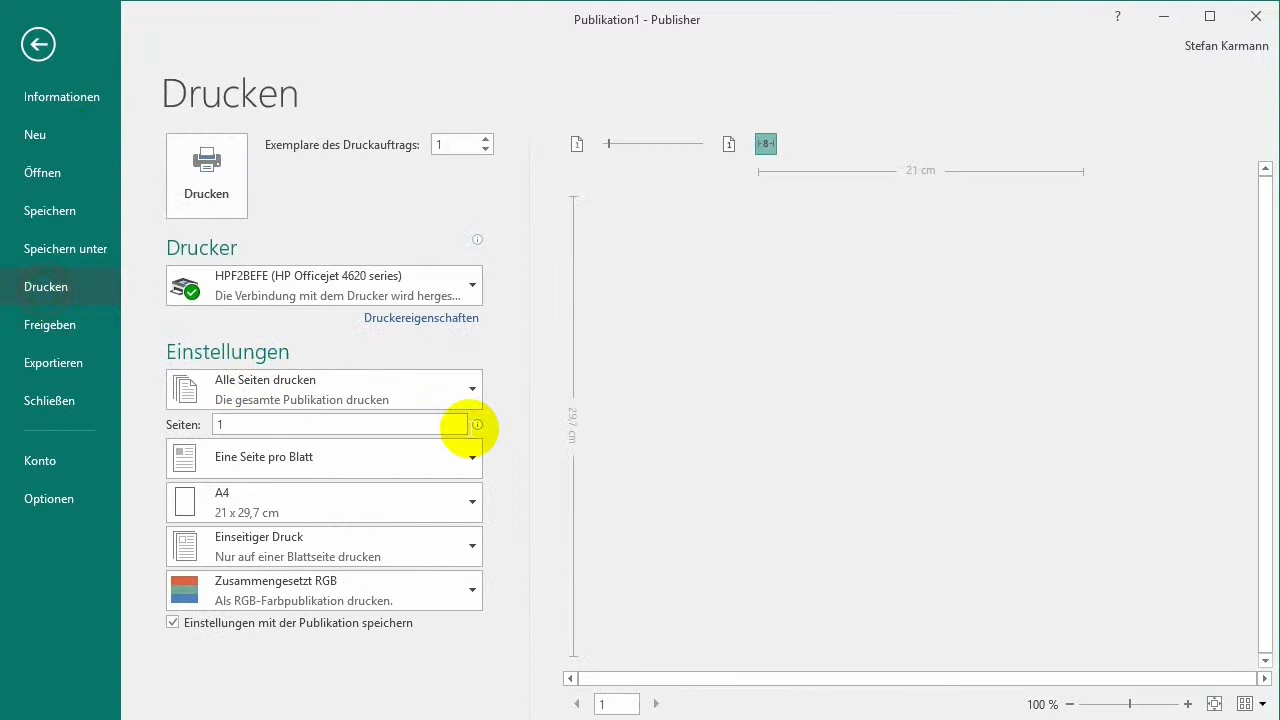 Publikation1 - Publisher
?
Stefan Karmann
Informationen
Neu
Öffnen
Speichern
Speichern unter
Drucken
Freigeben
Exportieren
Schließen
Konto
Optionen
Drucken
Drucken
Exemplare des Druckauftrags: 1
Drucker
HPF2BEFE (HP Officejet 4620 series)
Die Verbindung mit dem Drucker wird herges...
Druckereigenschaften
Einstellungen
Alle Seiten drucken
Die gesamte Publikation drucken
Seiten: 1
Eine Seite pro Blatt
A4
21 x 29,7 cm
Einseitiger Druck
Nur auf einer Blattseite drucken
Zusammengesetzt RGB
Als RGB-Farbpublikation drucken.
Einstellungen mit der Publikation speichern
1
1
8
21 cm
29,7 cm
1
100 %